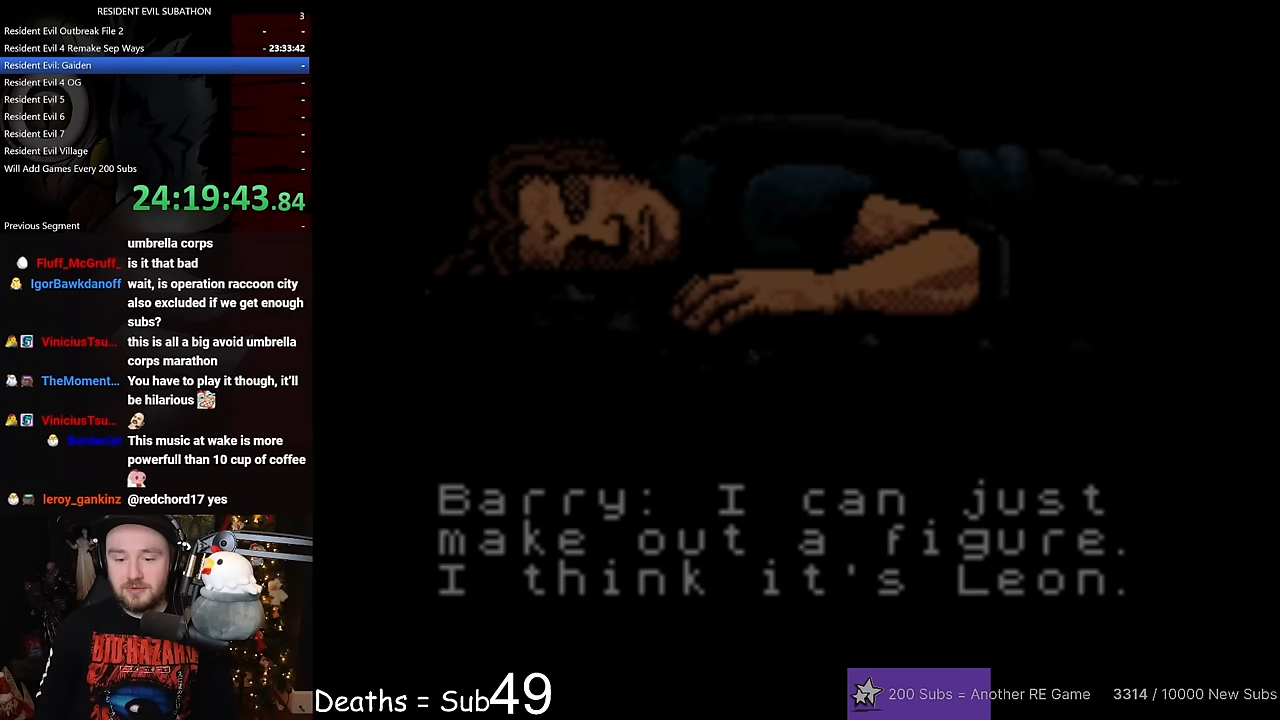 RESIDENT EVIL SUBATHON
3
Resident Evil Outbreak File 2 - -
Resident Evil 4 Remake Sep Ways - 23:33:42
Resident Evil: Gaiden -
Resident Evil 4 OG -
Resident Evil 5 -
Resident Evil 6 -
Resident Evil 7 -
Resident Evil Village -
Will Add Games Every 200 Subs -
24:19:43.84
Previous Segment -
umbrella corps
Fluff_McGruff_ is it that bad
IgorBawkdanoff wait, is operation raccoon city
also excluded if we get enough
subs?
ViniciusTsu... this is all a big avoid umbrella
corps marathon
TheMoment... You have to play it though, it'll
be hilarious
ViniciusTsu...
This music at wake is more
powerfull than 10 cup of coffee
leroy_gankinz @redchord17 yes
Barry: I can just
make out a figure.
I think it's Leon.
BIO HAZARD
Deaths = Sub49
200 Subs = Another RE Game 3314 / 10000 New Subs